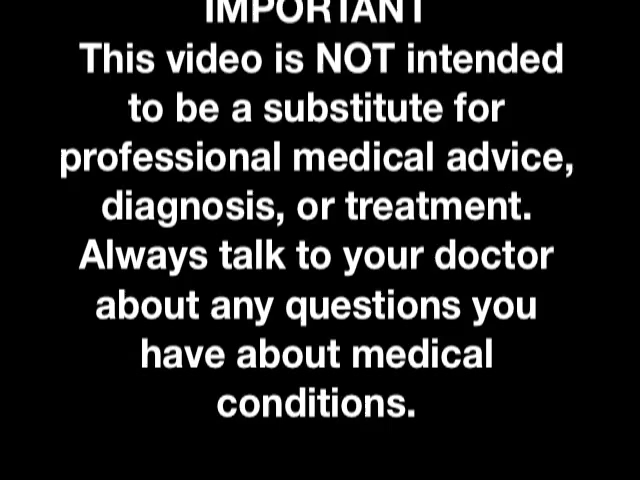 IMPORTANT
This video is NOT intended
to be a substitute for
professional medical advice,
diagnosis, or treatment.
Always talk to your doctor
about any questions you
have about medical
conditions.